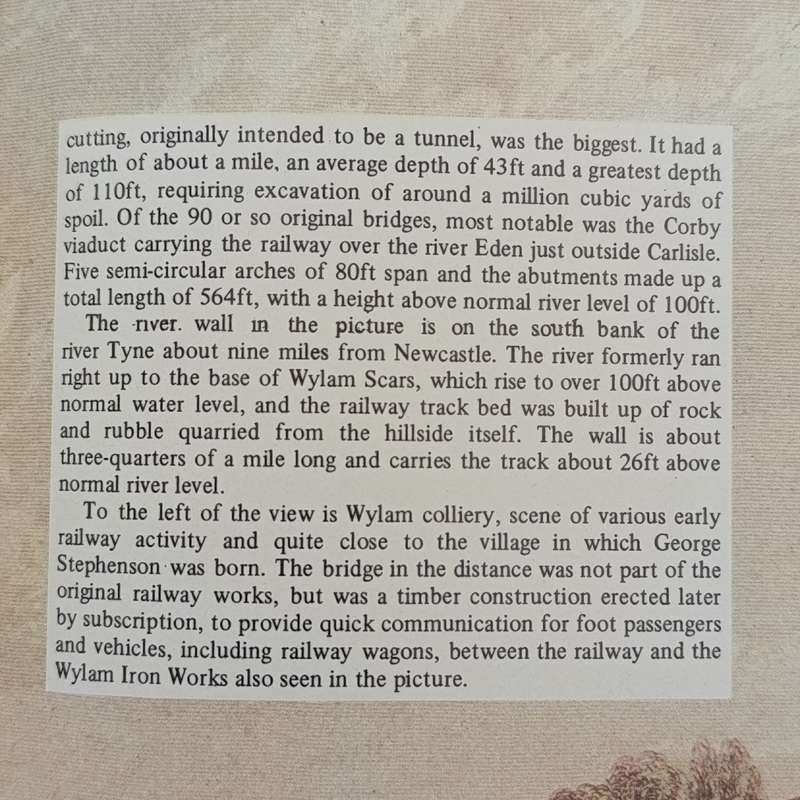 cutting, originally intended to be a tunnel, was the biggest. It had a
length of about a mile, an average depth of 43ft and a greatest depth
of 110ft, requiring excavation of around a million cubic yards of
spoil. Of the 90 or so original bridges, most notable was the Corby
viaduct carrying the railway over the river Eden just outside Carlisle.
Five semi-circular arches of 80ft span and the abutments made up a
total length of 564ft, with a height above normal river level of 100ft.
The river. wall in the picture is on the south bank of the
river Tyne about nine miles from Newcastle. The river formerly ran
right up to the base of Wylam Scars, which rise to over 100ft above
normal water level, and the railway track bed was built up of rock
and rubble quarried from the hillside itself. The wall is about
three-quarters of a mile long and carries the track about 26ft above
normal river level.
To the left of the view is Wylam colliery, scene of various early
railway activity and quite close to the village in which George
Stephenson was born. The bridge in the distance was not part of the
original railway works, but was a timber construction erected later
by subscription, to provide quick communication for foot passengers
and vehicles, including railway wagons, between the railway and the
Wylam Iron Works also seen in the picture.